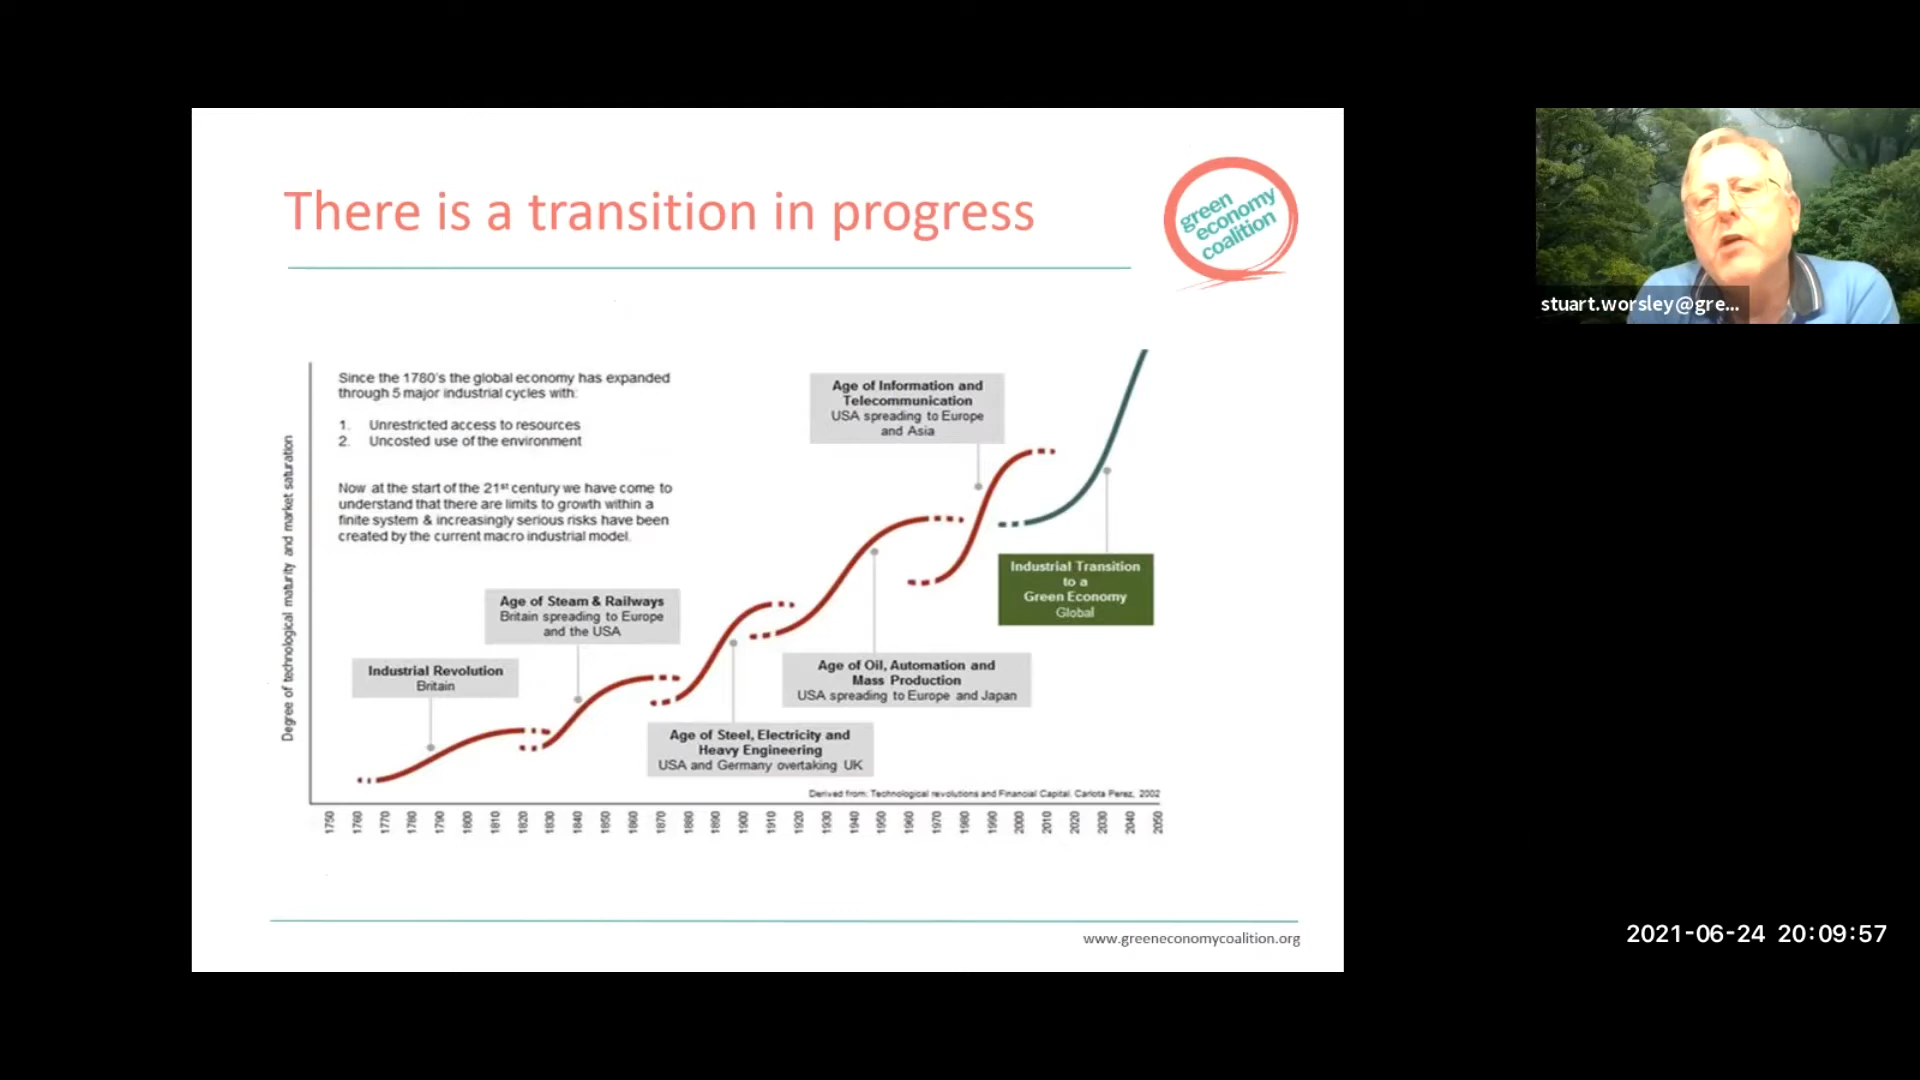 There is a transition in progress
green
economy
coalition
Since the 1780's the global economy has expanded
through 5 major industrial cycles with:
1. Unrestricted access to resources
2. Uncosted use of the environment
Now at the start of the 21st century we have come to
understand that there are limits to growth within a
finite system & increasingly serious risks have been
created by the current macro industrial model.
Degree of technological maturity and market saturation
Industrial Revolution
Britain
Age of Steam & Railways
Britain spreading to Europe
and the USA
Age of Steel, Electricity and
Heavy Engineering
USA and Germany overtaking UK
Age of Oil, Automation and
Mass Production
USA spreading to Europe and Japan
Age of Information and
Telecommunication
USA spreading to Europe
and Asia
Industrial Transition
to a
Green Economy
Global
Derived from: Technological revolutions and Financial Capital, Carlota Perez, 2002
1750 1760 1770 1780 1790 1800 1810 1820 1830 1840 1850 1860 1870 1880 1890 1900 1910 1920 1930 1940 1950 1960 1970 1980 1990 2000 2010 2020 2030 2040 2050
www.greeneconomycoalition.org
stuart.worsley@gre...
2021-06-24 20:09:57